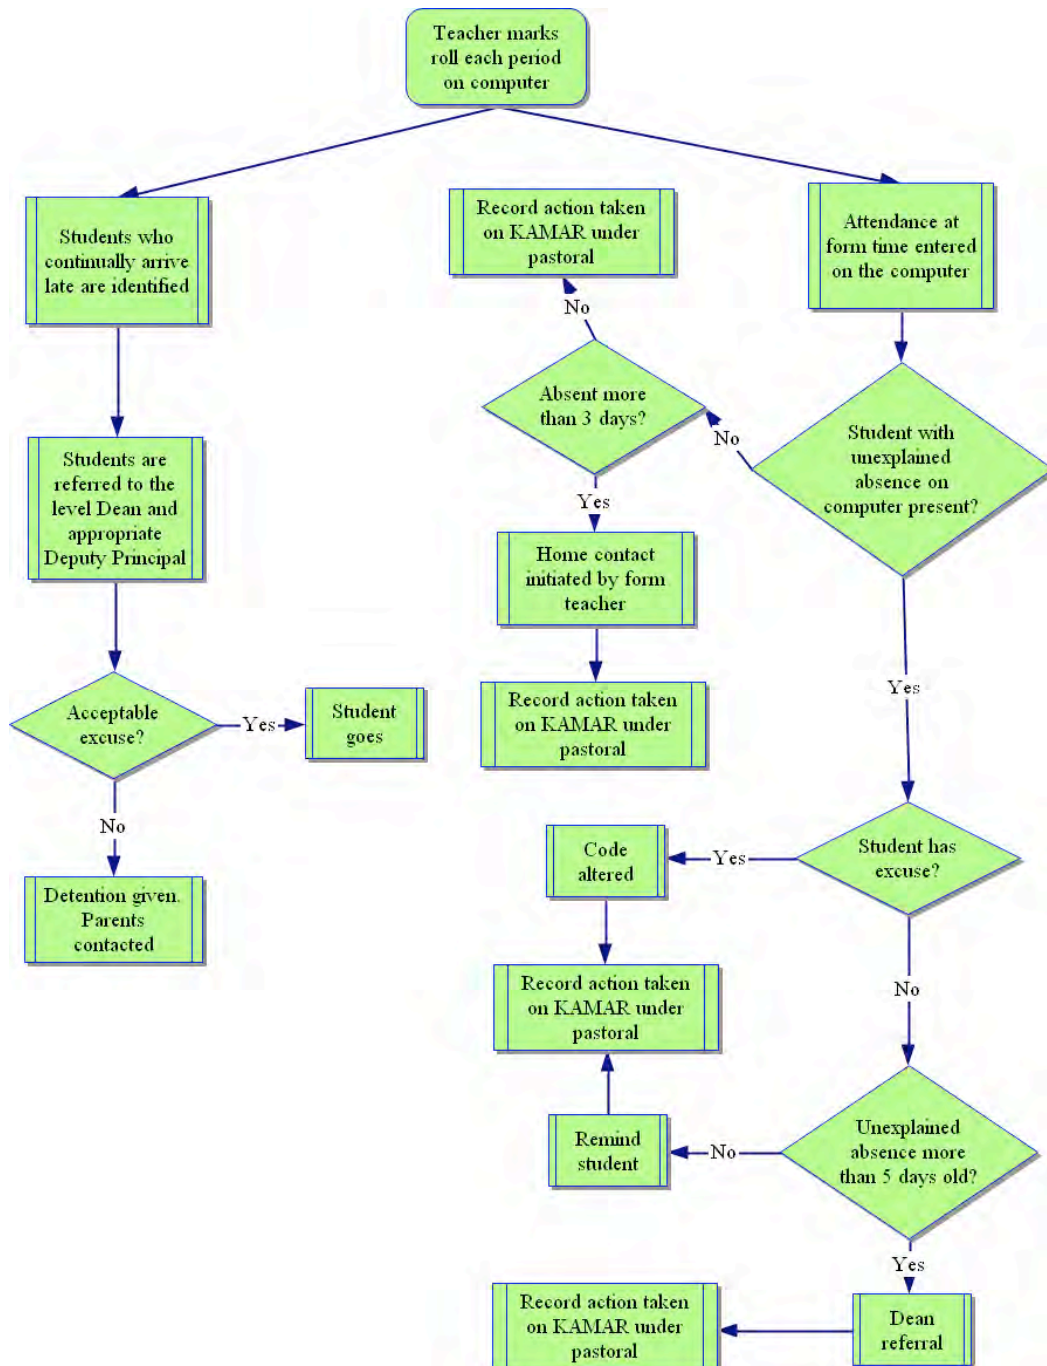 Teacher marks
roll each period
on computer
Students who
continually arrive
late are identified
Students are
referred to the
level Dean and
appropriate
Deputy Principal
Acceptable
excuse?
Yes
Student
goes
No
Detention given.
Parents
contacted
Attendance at
form time entered
on the computer
Student with
unexplained
absence on
computer present?
No
Absent more
than 3 days?
No
Record action taken
on KAMAR under
pastoral
Yes
Home contact
initiated by form
teacher
Record action taken
on KAMAR under
pastoral
Yes
Student has
excuse?
Yes
Code
altered
Record action taken
on KAMAR under
pastoral
No
Unexplained
absence more
than 5 days old?
No
Remind
student
Yes
Dean
referral
Record action taken
on KAMAR under
pastoral